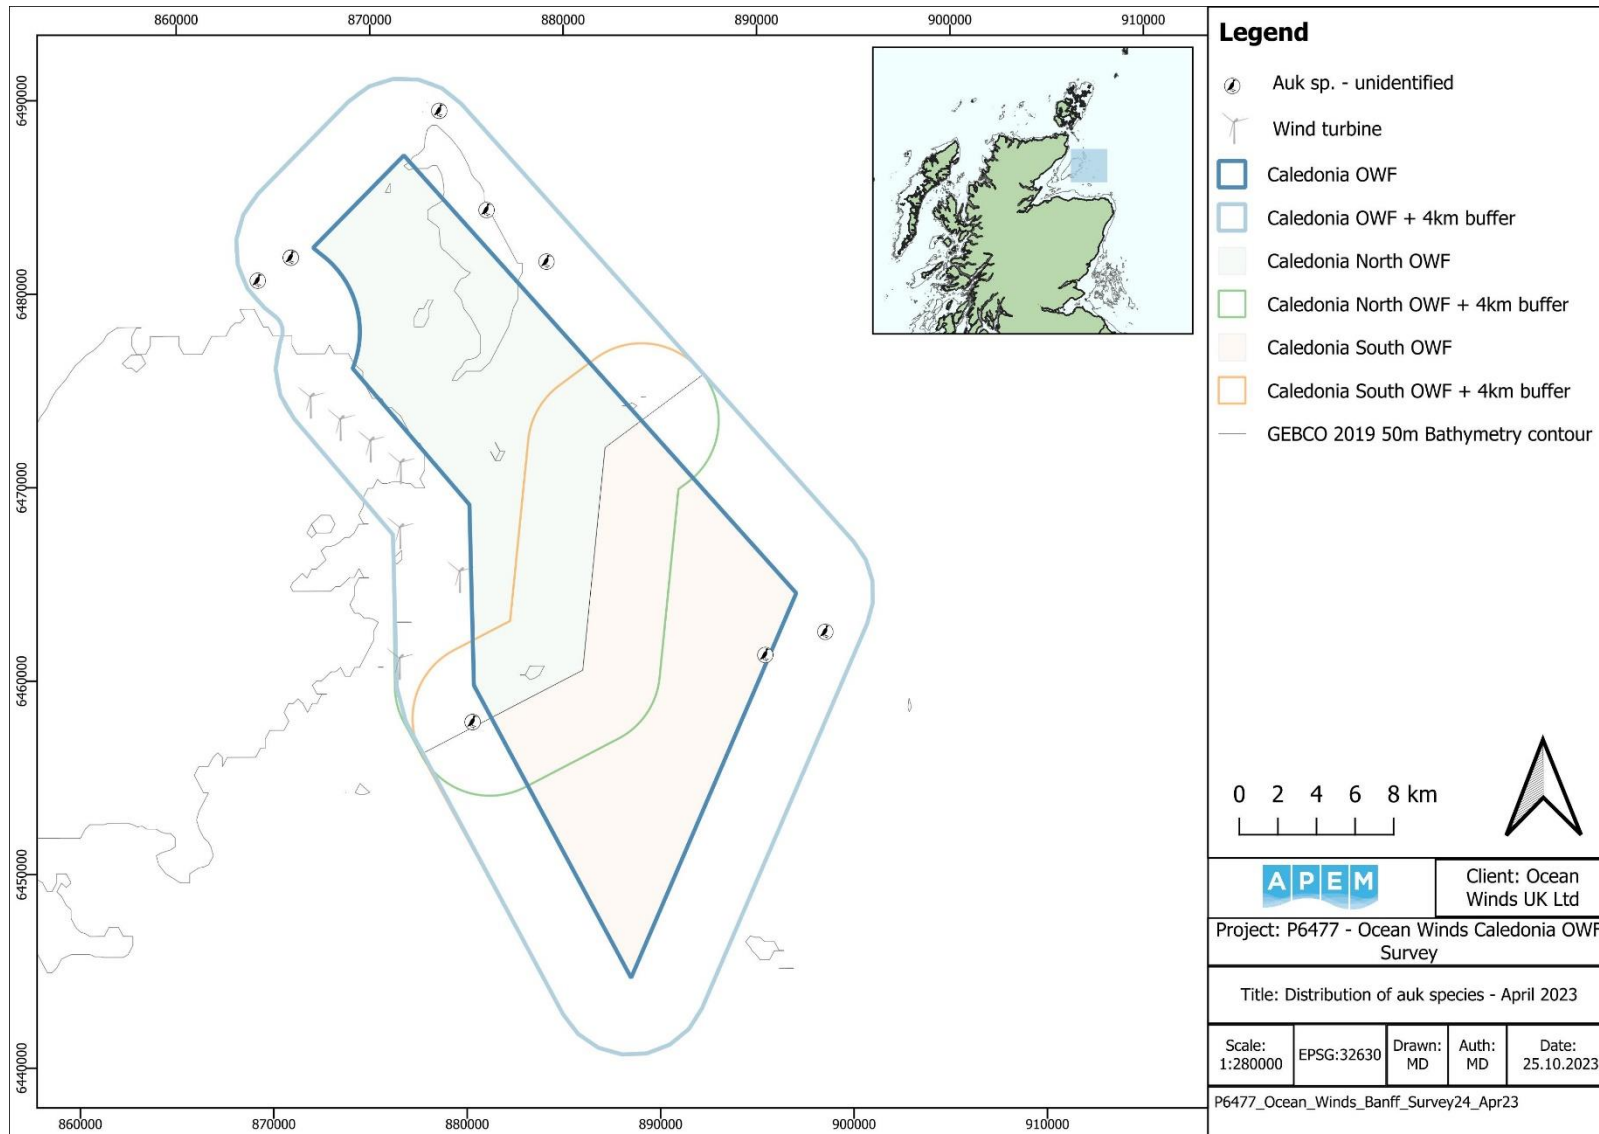 860000 870000 880000 890000 900000 910000
6490000
6480000
6470000
6460000
6450000
6440000
860000 870000 880000 890000 900000 910000
Legend
Auk sp. - unidentified
Wind turbine
Caledonia OWF
Caledonia OWF + 4km buffer
Caledonia North OWF
Caledonia North OWF + 4km buffer
Caledonia South OWF
Caledonia South OWF + 4km buffer
GEBCO 2019 50m Bathymetry contour
0 2 4 6 8 km
APEM
Client: Ocean
Winds UK Ltd
Project: P6477 - Ocean Winds Caledonia OWF
Survey
Title: Distribution of auk species - April 2023
Scale:
1:280000
EPSG:32630
Drawn:
MD
Auth:
MD
Date:
25.10.2023
P6477_Ocean_Winds_Banff_Survey24_Apr23